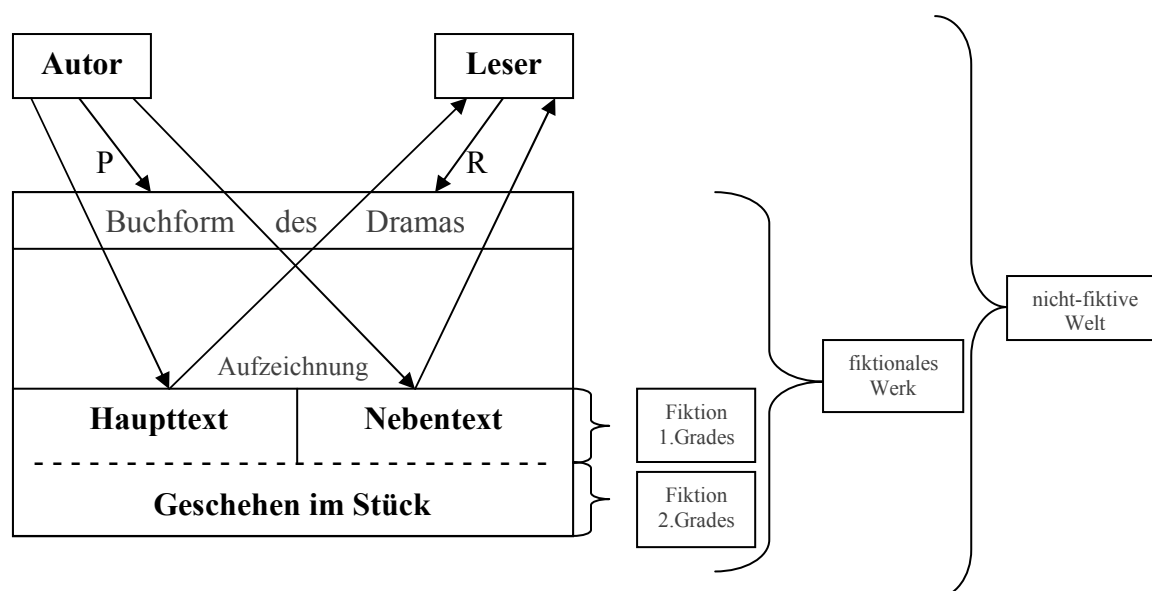 Autor
Leser
P
R
Buchform des Dramas
nicht-fiktive
Welt
Aufzeichnung
fiktionales
Werk
Haupttext
Nebentext
Fiktion
1.Grades
Geschehen im Stück
Fiktion
2.Grades